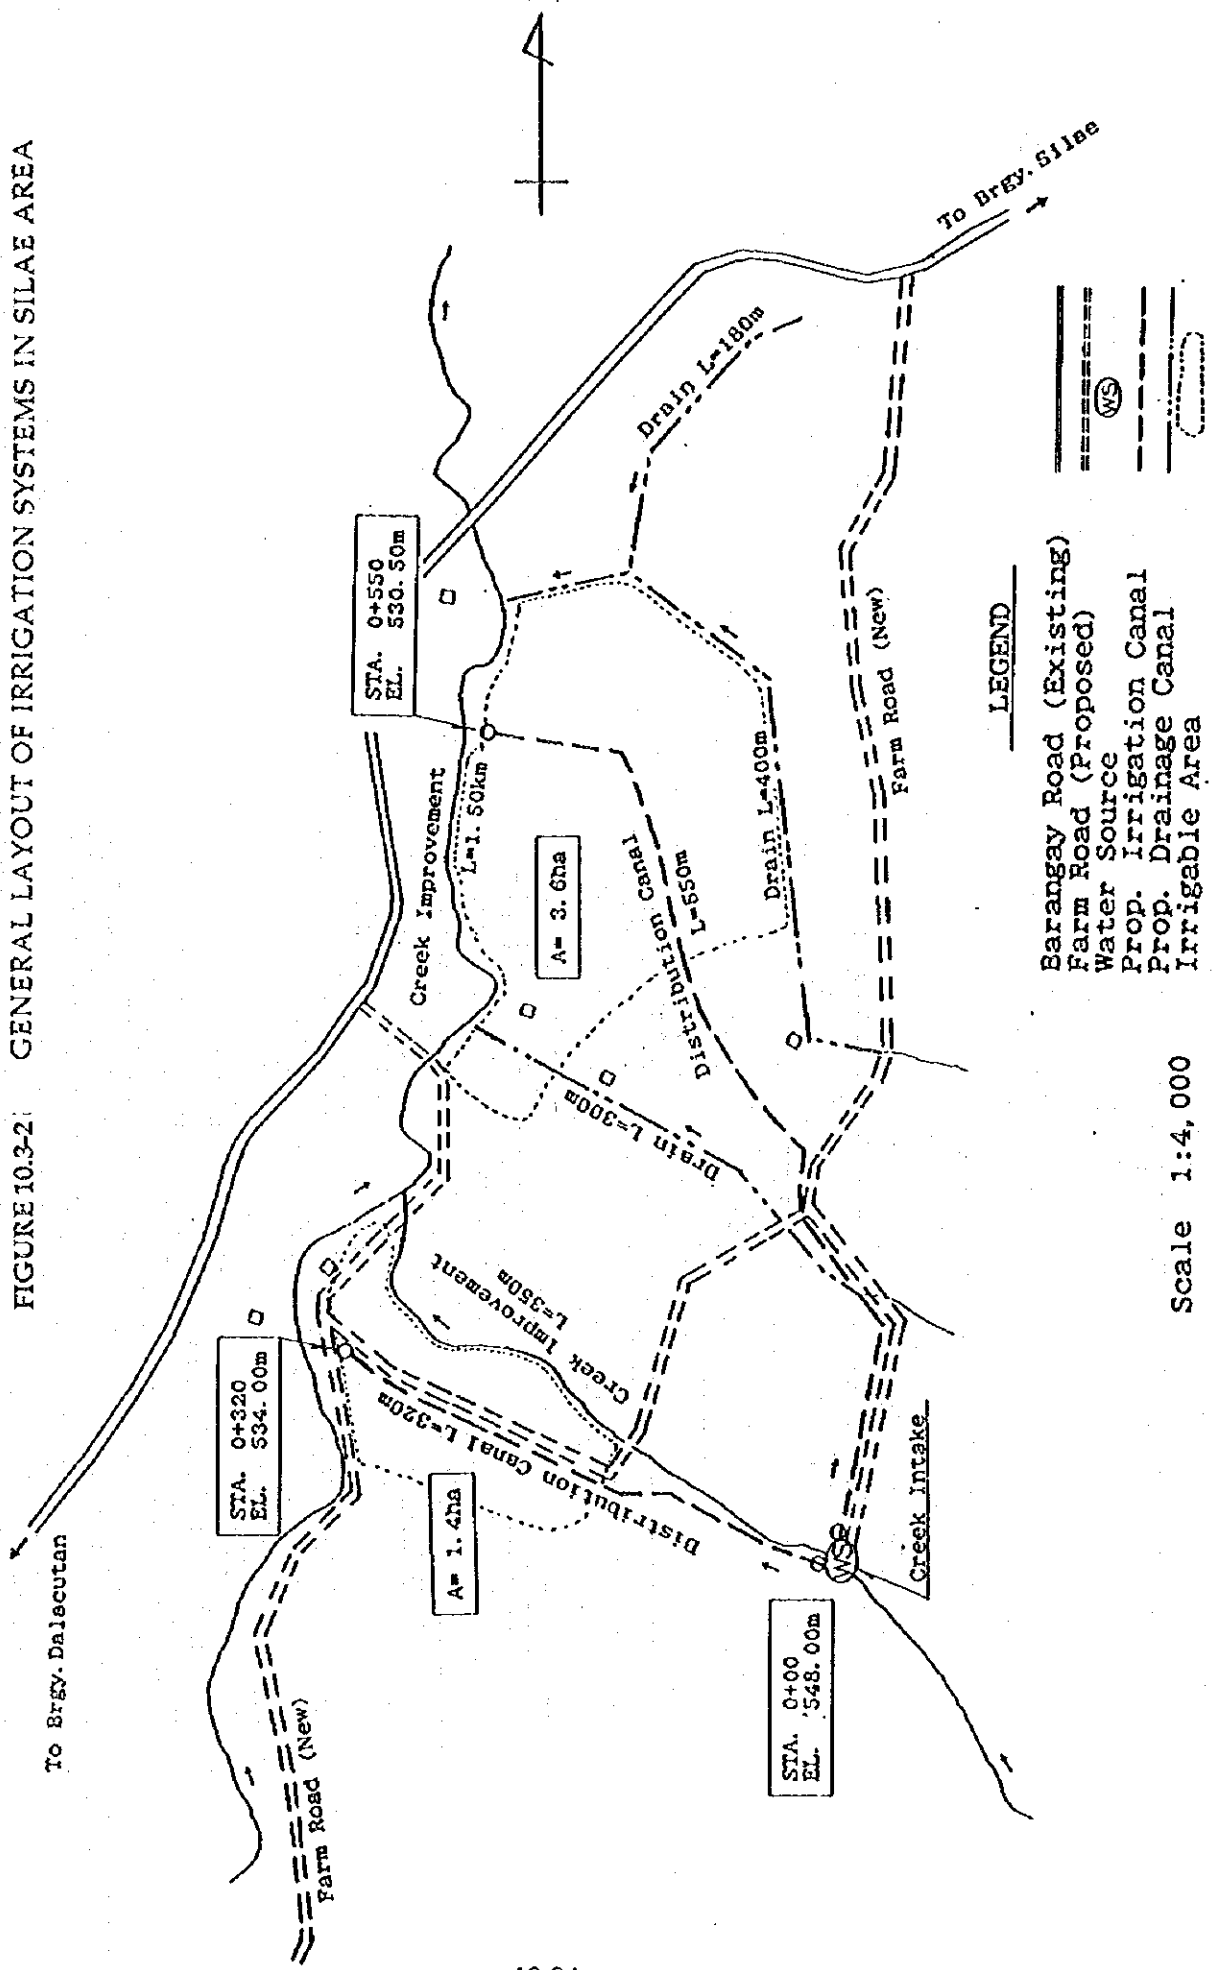 FIGURE 10.3-2: GENERAL LAYOUT OF IRRIGATION SYSTEMS IN SILAE AREA
To Brgy. Dalacutan
Farm Road (New)
STA. 0+320
EL. 534.00m
A= 1.4ha
Distribution Canal L=320m
Creek Improvement
L=350m
STA. 0+00
EL. 548.00m
WS
Creek Intake
Drain L=300m
Creek Improvement
L=1.50km
A= 3.6ha
Distribution Canal
L=550m
STA. 0+550
EL. 530.50m
Drain L=400m
Drain L=180m
Farm Road (New)
To Brgy. Silae
LEGEND
Barangay Road (Existing)
Farm Road (Proposed)
Water Source
WS
Prop. Irrigation Canal
Prop. Drainage Canal
Irrigable Area
Scale 1:4,000